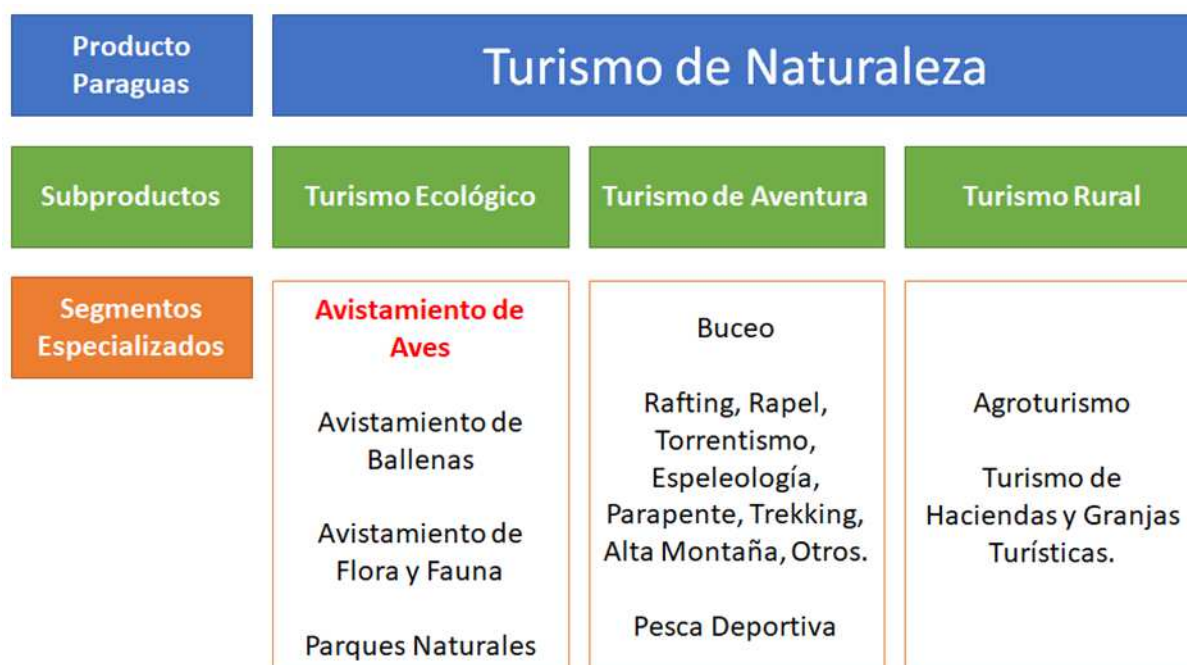 Producto
Paraguas
Turismo de Naturaleza
Subproductos
Turismo Ecológico
Turismo de Aventura
Turismo Rural
Segmentos
Especializados
Avistamiento de
Aves
Avistamiento de
Ballenas
Avistamiento de
Flora y Fauna
Parques Naturales
Buceo
Rafting, Rapel,
Torrentismo,
Espeleología,
Parapente, Trekking,
Alta Montaña, Otros.
Pesca Deportiva
Agroturismo
Turismo de
Haciendas y Granjas
Turísticas.